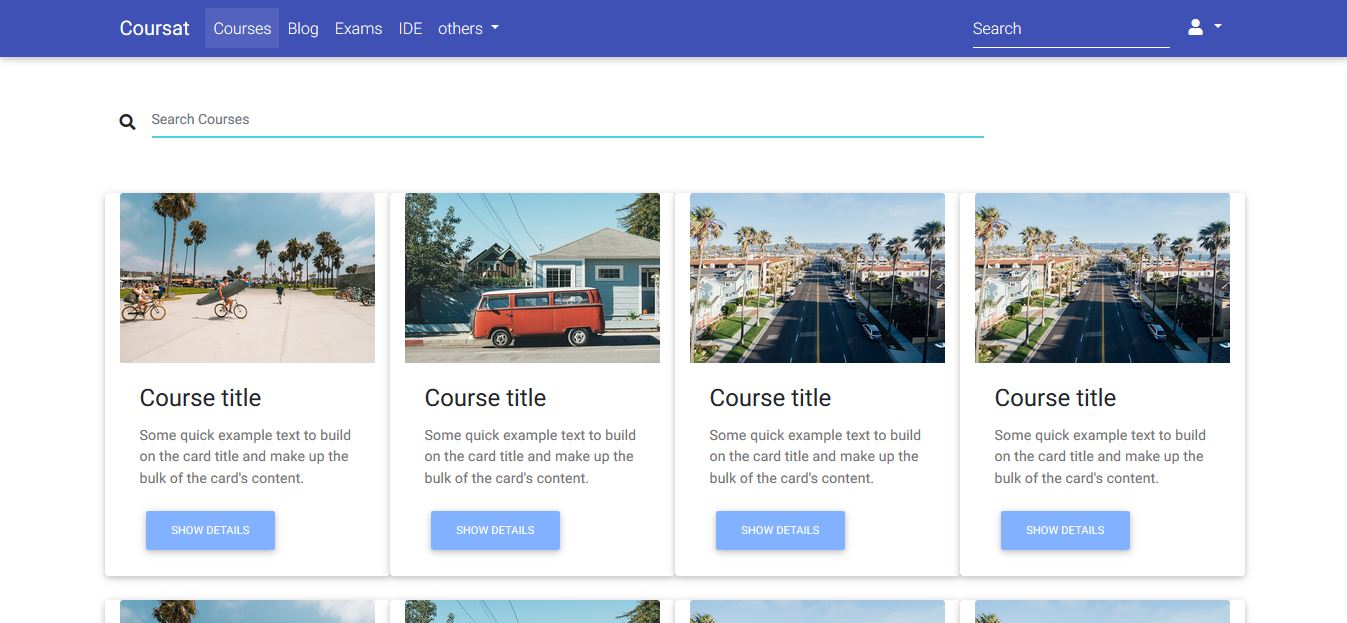 Coursat Courses Blog Exams IDE others Search
Search Courses
Course title
Some quick example text to build
on the card title and make up the
bulk of the card's content.
SHOW DETAILS
Course title
Some quick example text to build
on the card title and make up the
bulk of the card's content.
SHOW DETAILS
Course title
Some quick example text to build
on the card title and make up the
bulk of the card's content.
SHOW DETAILS
Course title
Some quick example text to build
on the card title and make up the
bulk of the card's content.
SHOW DETAILS